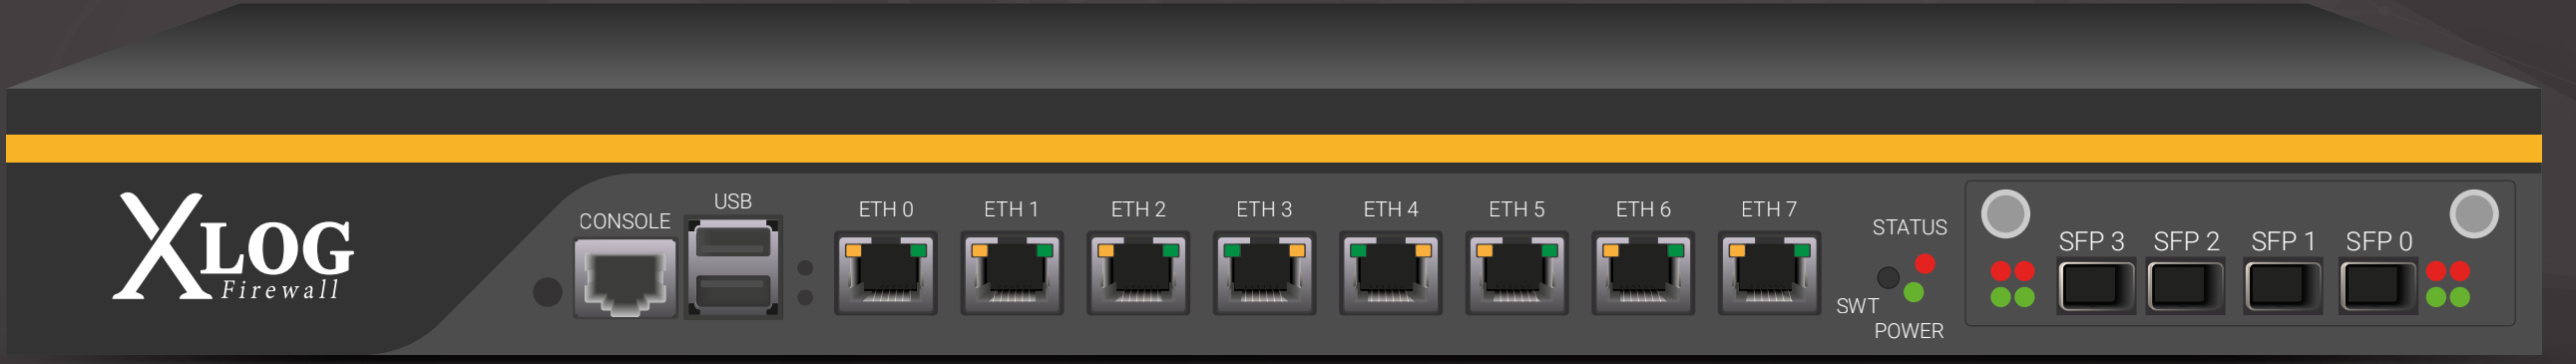 XLOG
Firewall
CONSOLE
USB
ETH 0
ETH 1
ETH 2
ETH 3
ETH 4
ETH 5
ETH 6
ETH 7
STATUS
SWT
POWER
SFP 3
SFP 2
SFP 1
SFP 0